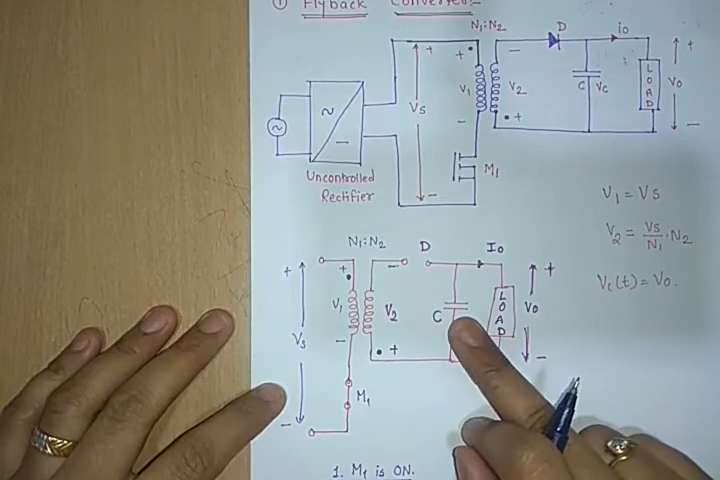 ① Flyback Converter:-
N₁:N₂
D
io
+
+
+
−
+
Vs
V₁
V₂
C
Vc
LOAD
Vo
~
~
−
−
+
−
M₁
−
Uncontrolled
Rectifier
V₁ = Vs
V₂ = Vs/N₁ · N₂
Vc(t) = Vo.
N₁:N₂
D
Io
+
+
−
+
Vs
V₁
V₂
C
LOAD
Vo
−
+
−
M₁
−
1. M₁ is ON.